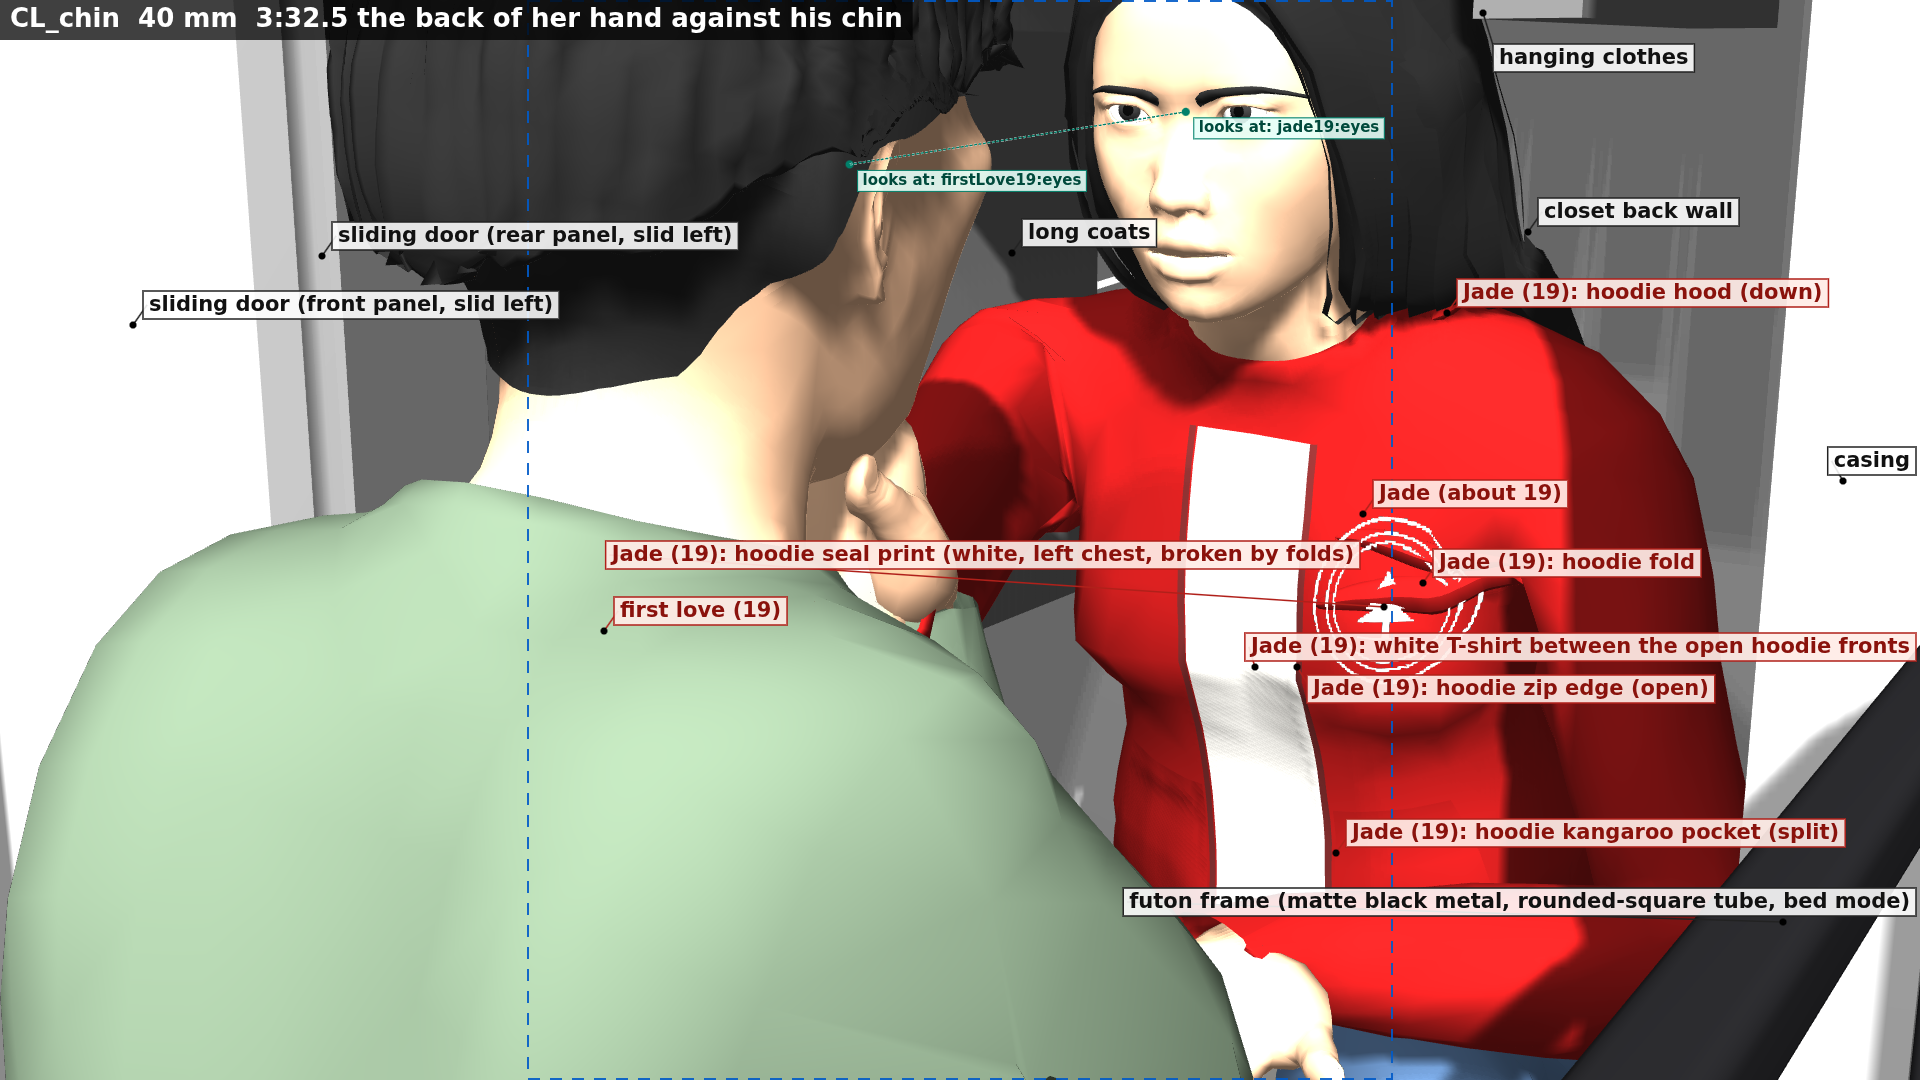 CL_chin 40 mm 3:32.5 the back of her hand against his chin
hanging clothes
looks at: jade19:eyes
looks at: firstLove19:eyes
closet back wall
long coats
sliding door (rear panel, slid left)
Jade (19): hoodie hood (down)
sliding door (front panel, slid left)
casing
Jade (about 19)
Jade (19): hoodie seal print (white, left chest, broken by folds)
Jade (19): hoodie fold
first love (19)
Jade (19): white T-shirt between the open hoodie fronts
Jade (19): hoodie zip edge (open)
Jade (19): hoodie kangaroo pocket (split)
futon frame (matte black metal, rounded-square tube, bed mode)